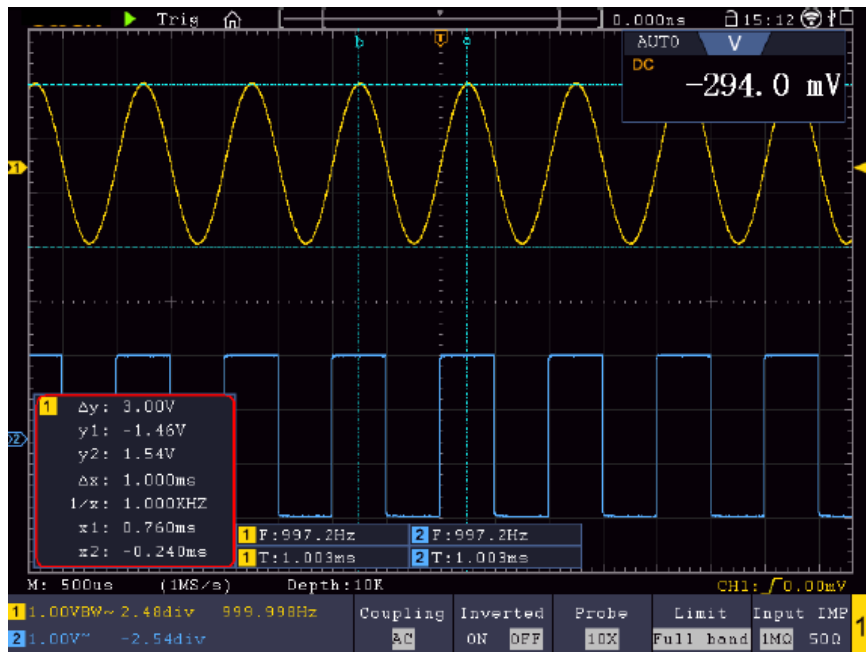 Trig 0.000ns 15:12
b T a
AUTO V
DC
-294.0 mV
1
1 Δy: 3.00V
y1: -1.46V
y2: 1.54V
Δx: 1.000ms
1/x: 1.000KHZ
x1: 0.760ms
x2: -0.240ms
2
1 F:997.2Hz 2 F:997.2Hz
1 T:1.003ms 2 T:1.003ms
M: 500us (1MS/s) Depth:10K CH1: 0.00mV
1 1.00VBW~ 2.48div 999.998Hz
2 1.00V~ -2.54div
Coupling Inverted Probe Limit Input IMP
AC ON OFF 10X Full band 1MΩ 50Ω
1